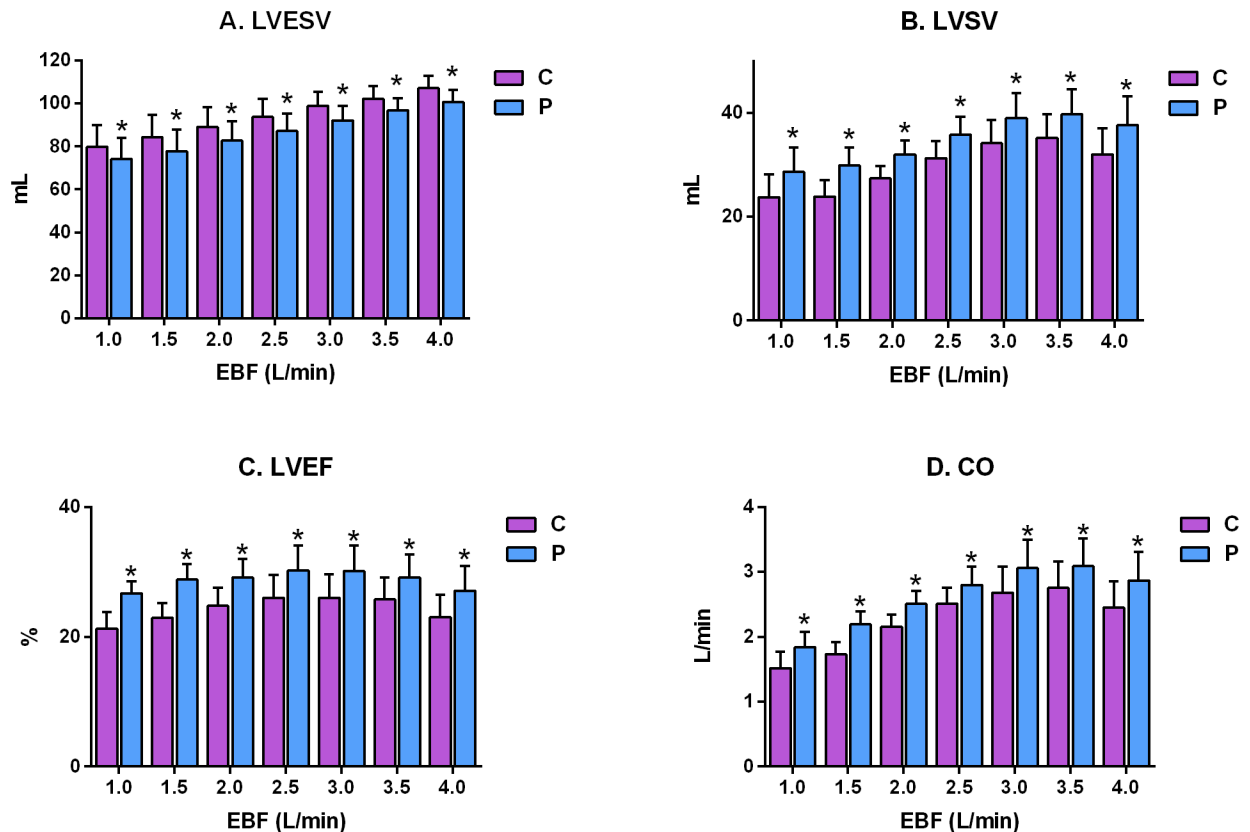 A. LVESV
120
100
80
60
40
20
0
mL
* * * * * * *
1.0 1.5 2.0 2.5 3.0 3.5 4.0
EBF (L/min)
C
P
B. LVSV
40
20
0
mL
* * * * * * *
1.0 1.5 2.0 2.5 3.0 3.5 4.0
EBF (L/min)
C
P
C. LVEF
40
20
0
%
* * * * * * *
1.0 1.5 2.0 2.5 3.0 3.5 4.0
EBF (L/min)
C
P
D. CO
4
3
2
1
0
L/min
* * * * * * *
1.0 1.5 2.0 2.5 3.0 3.5 4.0
EBF (L/min)
C
P